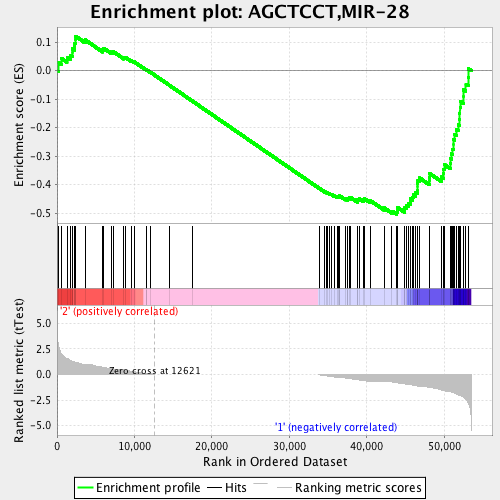 Enrichment plot: AGCTCCT,MIR-28
Enrichment score (ES)
0.1
0.0
-0.1
-0.2
-0.3
-0.4
-0.5
'2' (positively correlated)
Ranked list metric (tTest)
5.0
2.5
0.0
-2.5
-5.0
Zero cross at 12621
'1' (negatively correlated)
0
10,000
20,000
30,000
40,000
50,000
Rank in Ordered Dataset
Enrichment profile
Hits
Ranking metric scores